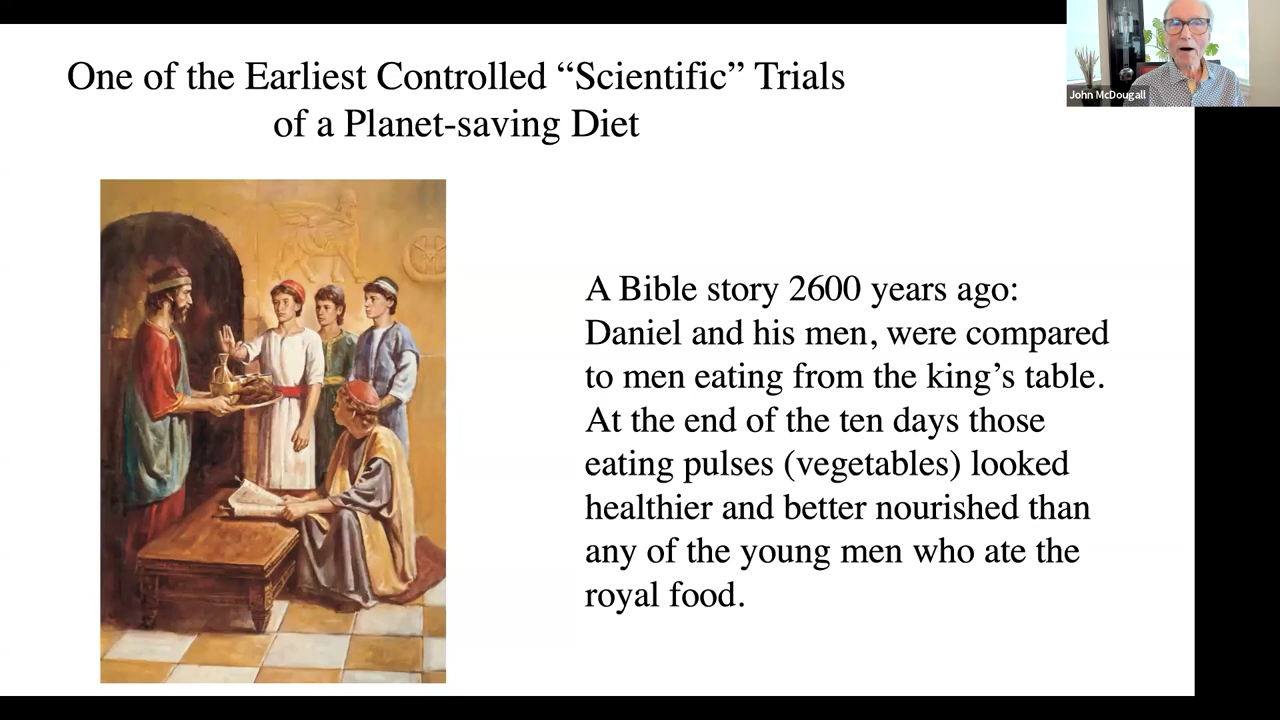 One of the Earliest Controlled “Scientific” Trials
of a Planet-saving Diet
John McDougall
A Bible story 2600 years ago:
Daniel and his men, were compared
to men eating from the king’s table.
At the end of the ten days those
eating pulses (vegetables) looked
healthier and better nourished than
any of the young men who ate the
royal food.